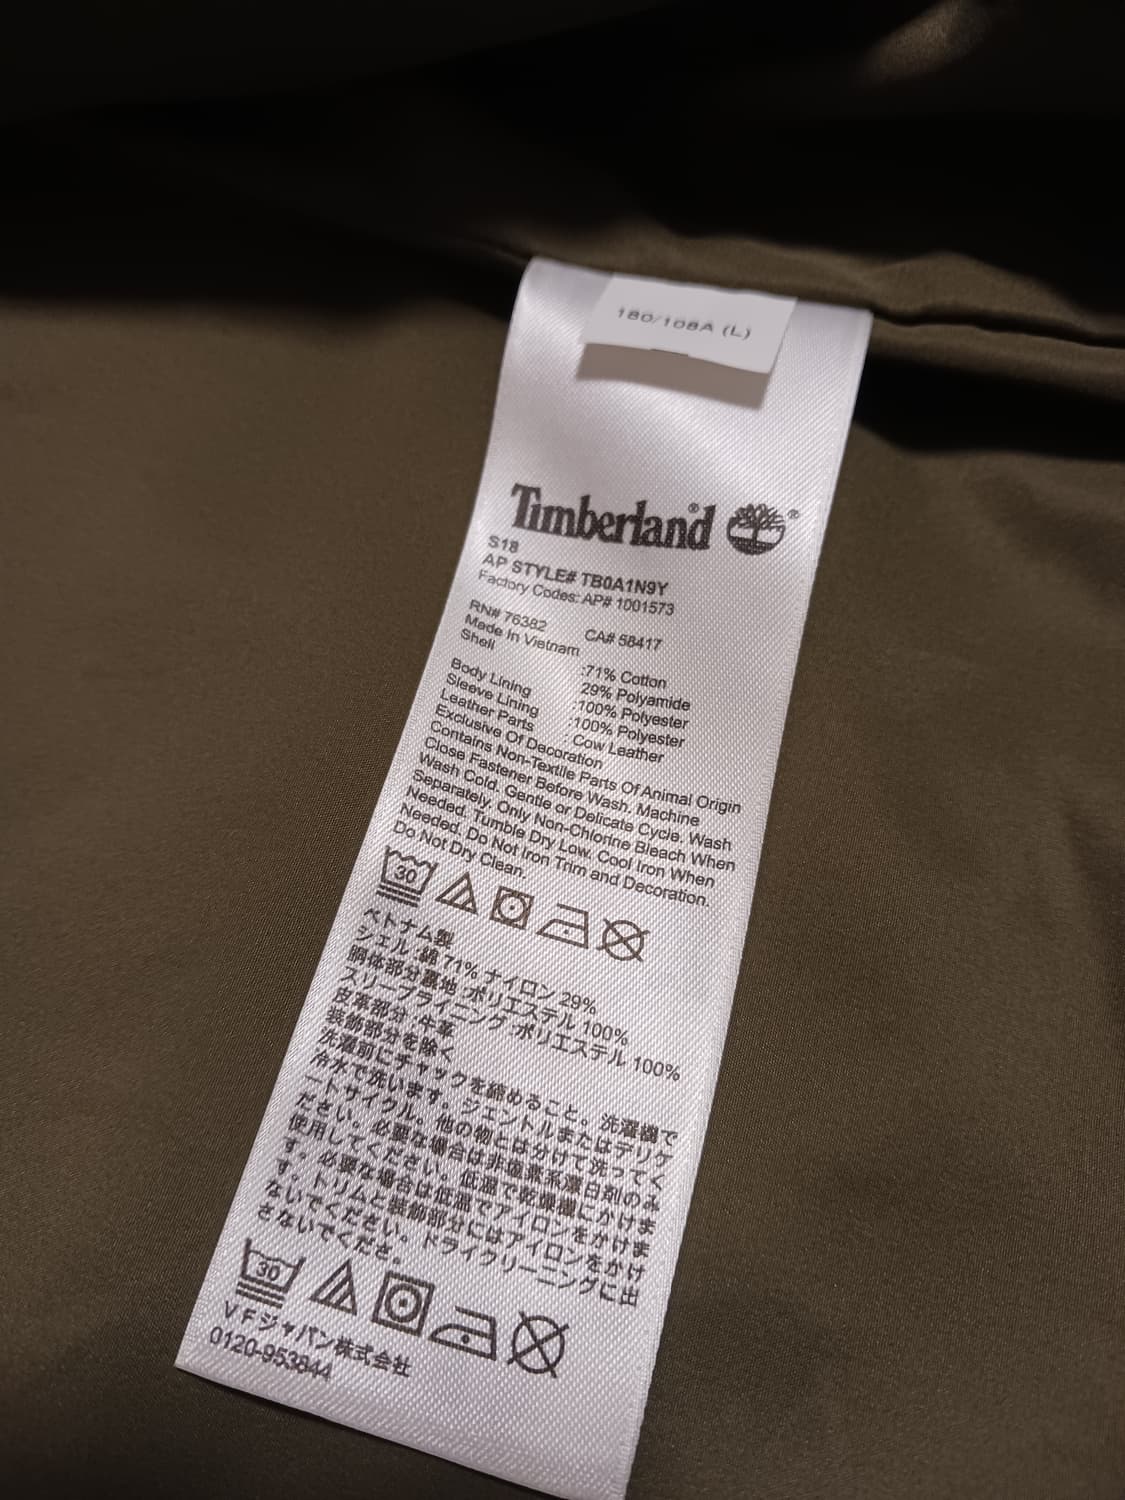 180/108A (L)
Timberland® ®
S18
AP STYLE# TB0A1N9Y
Factory Codes: AP# 1001573
RN# 76382 CA# 58417
Made In Vietnam
Shell :71% Cotton
29% Polyamide
Body Lining :100% Polyester
Sleeve Lining :100% Polyester
Leather Parts : Cow Leather
Exclusive Of Decoration
Contains Non-Textile Parts Of Animal Origin
Close Fastener Before Wash. Machine
Wash Cold. Gentle or Delicate Cycle. Wash
Separately. Only Non-Chlorine Bleach When
Needed. Tumble Dry Low. Cool Iron When
Needed. Do Not Iron Trim and Decoration.
Do Not Dry Clean.
30
ベトナム製
シェル :綿 71% ナイロン 29%
胴体部分裏地 :ポリエステル 100%
スリーブライニング :ポリエステル 100%
皮革部分 :牛革
装飾部分を除く
洗濯前にチャックを締めること。洗濯機で
冷水で洗います。ジェントルまたはデリケ
ートサイクル。他の物とは分けて洗ってく
ださい。必要な場合は非塩素系漂白剤のみ
使用してください。低温で乾燥機にかけま
す。必要な場合は低温でアイロンをかけま
す。トリムと装飾部分にはアイロンをかけ
ないでください。ドライクリーニングに出
さないでくださ。
30
VFジャパン株式会社
0120-953844